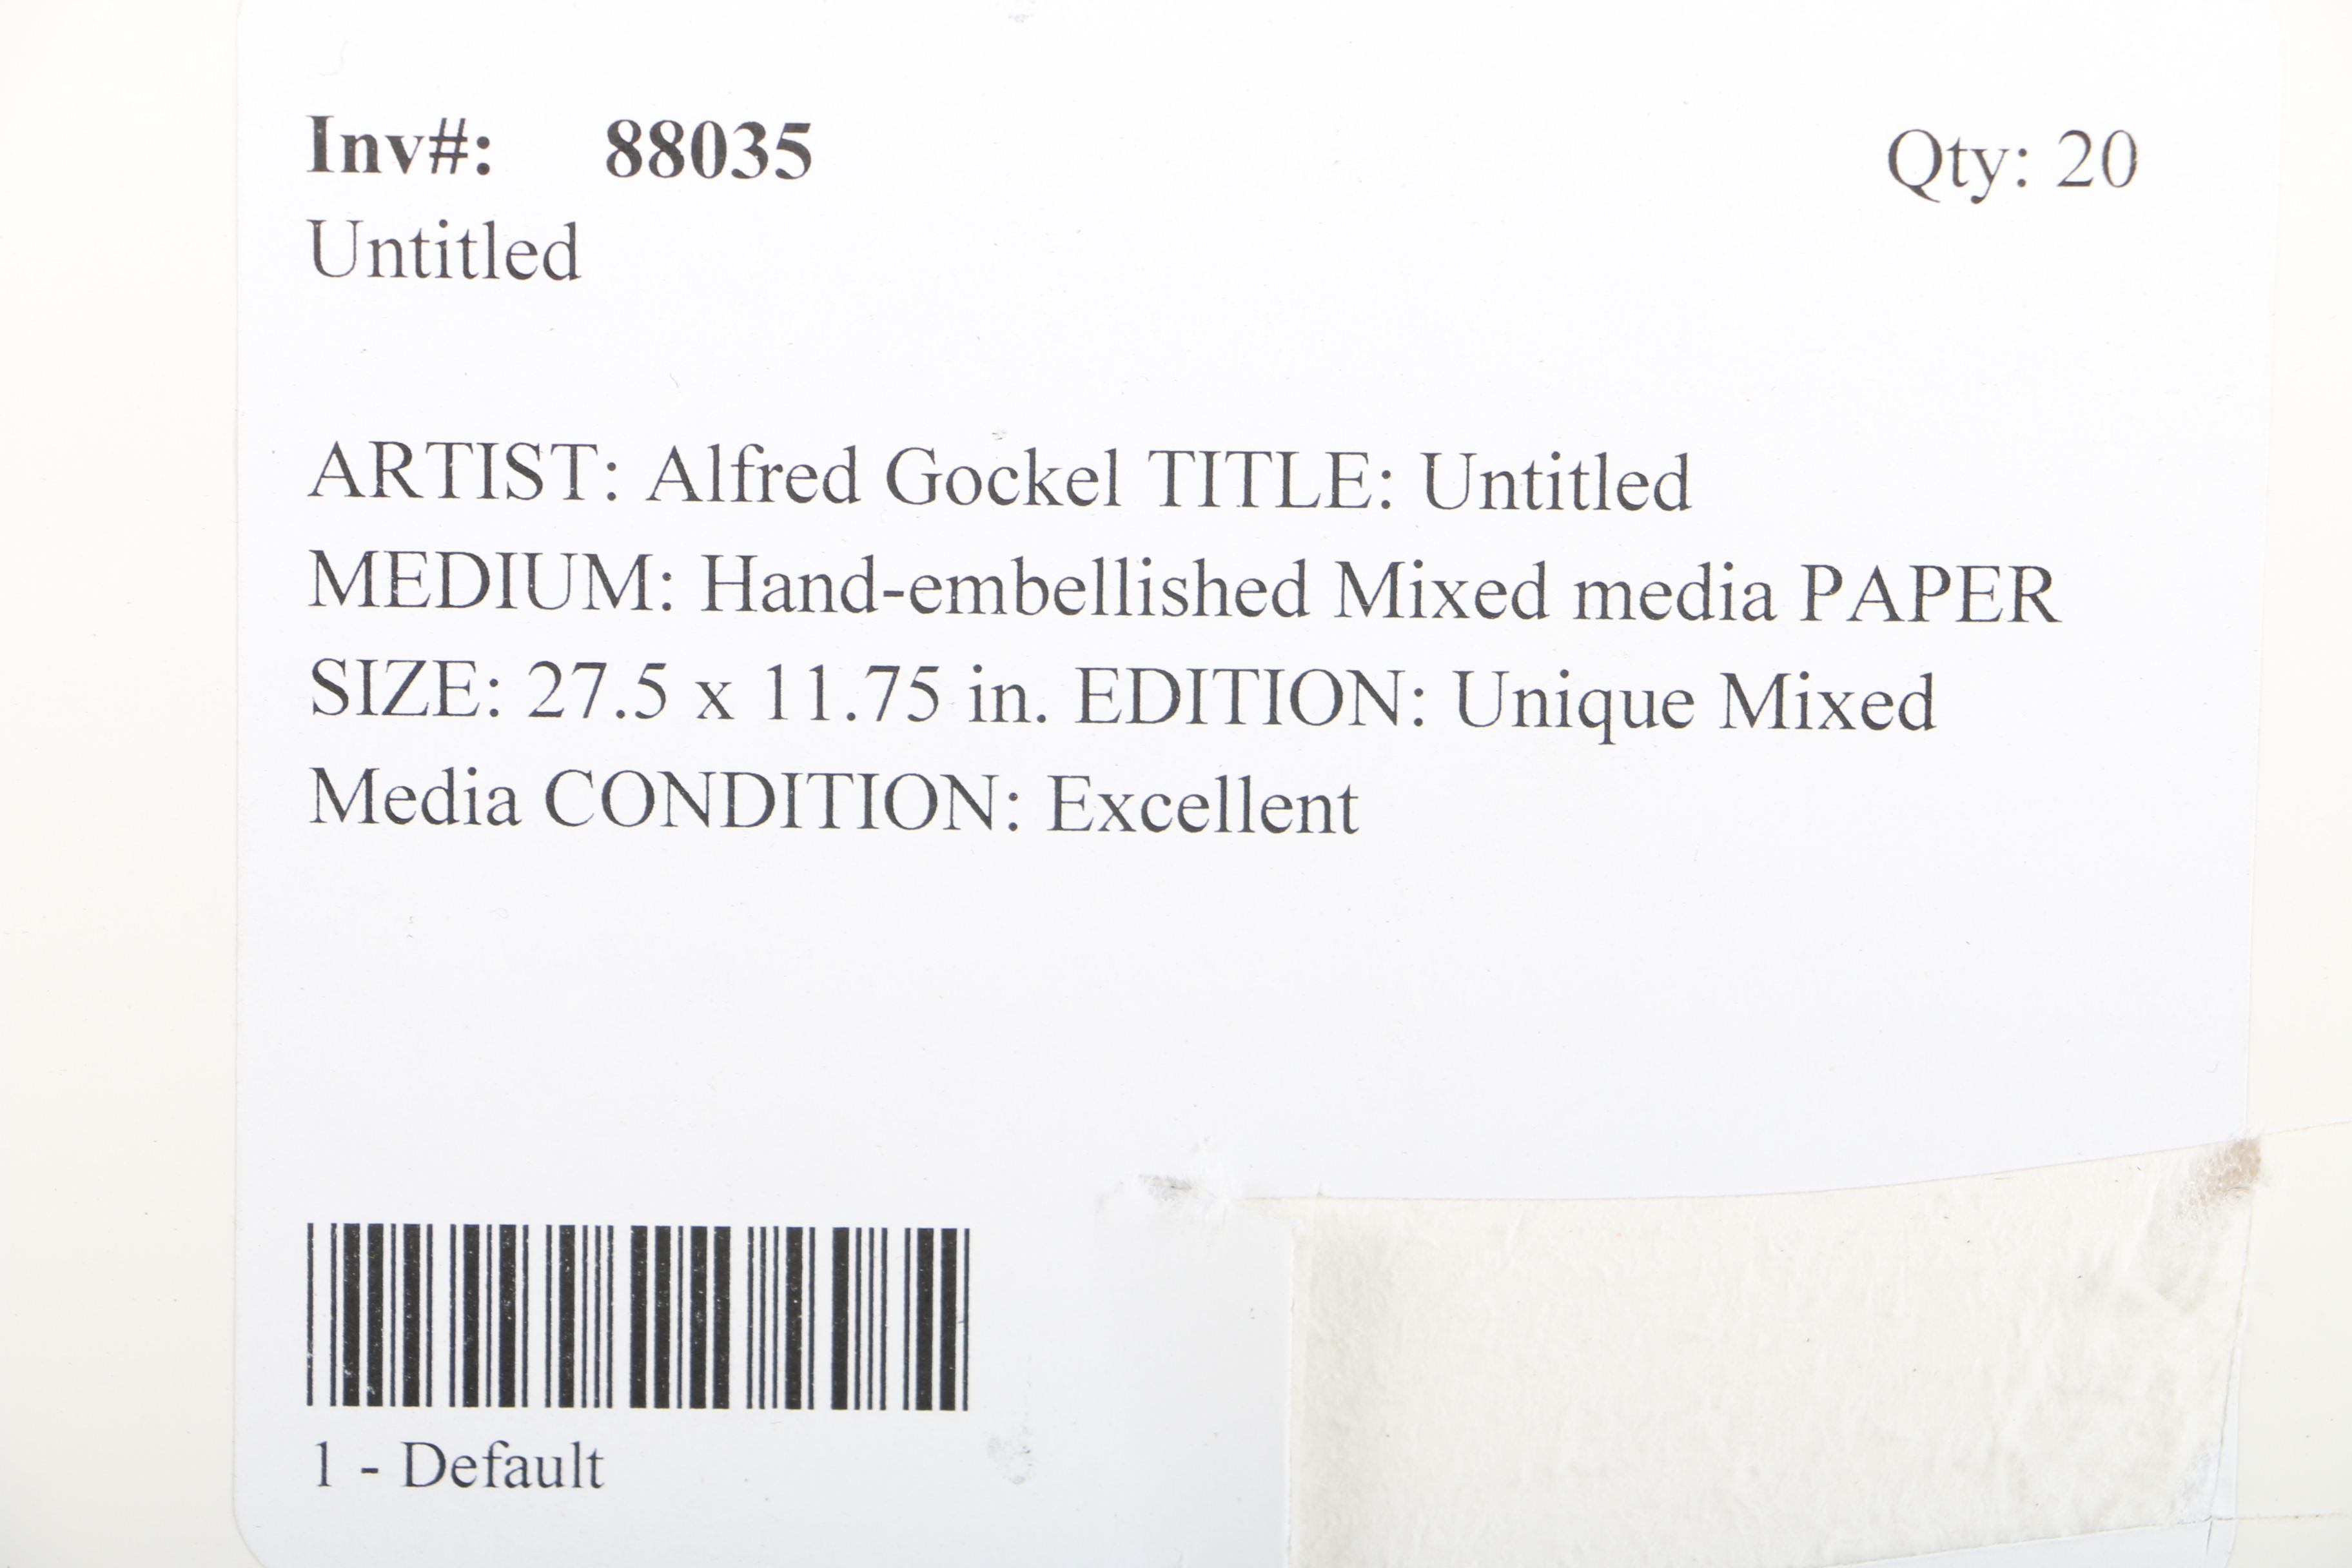 Inv#: 88035 Qty: 20
Untitled
ARTIST: Alfred Gockel TITLE: Untitled
MEDIUM: Hand-embellished Mixed media PAPER
SIZE: 27.5 x 11.75 in. EDITION: Unique Mixed
Media CONDITION: Excellent
1 - Default